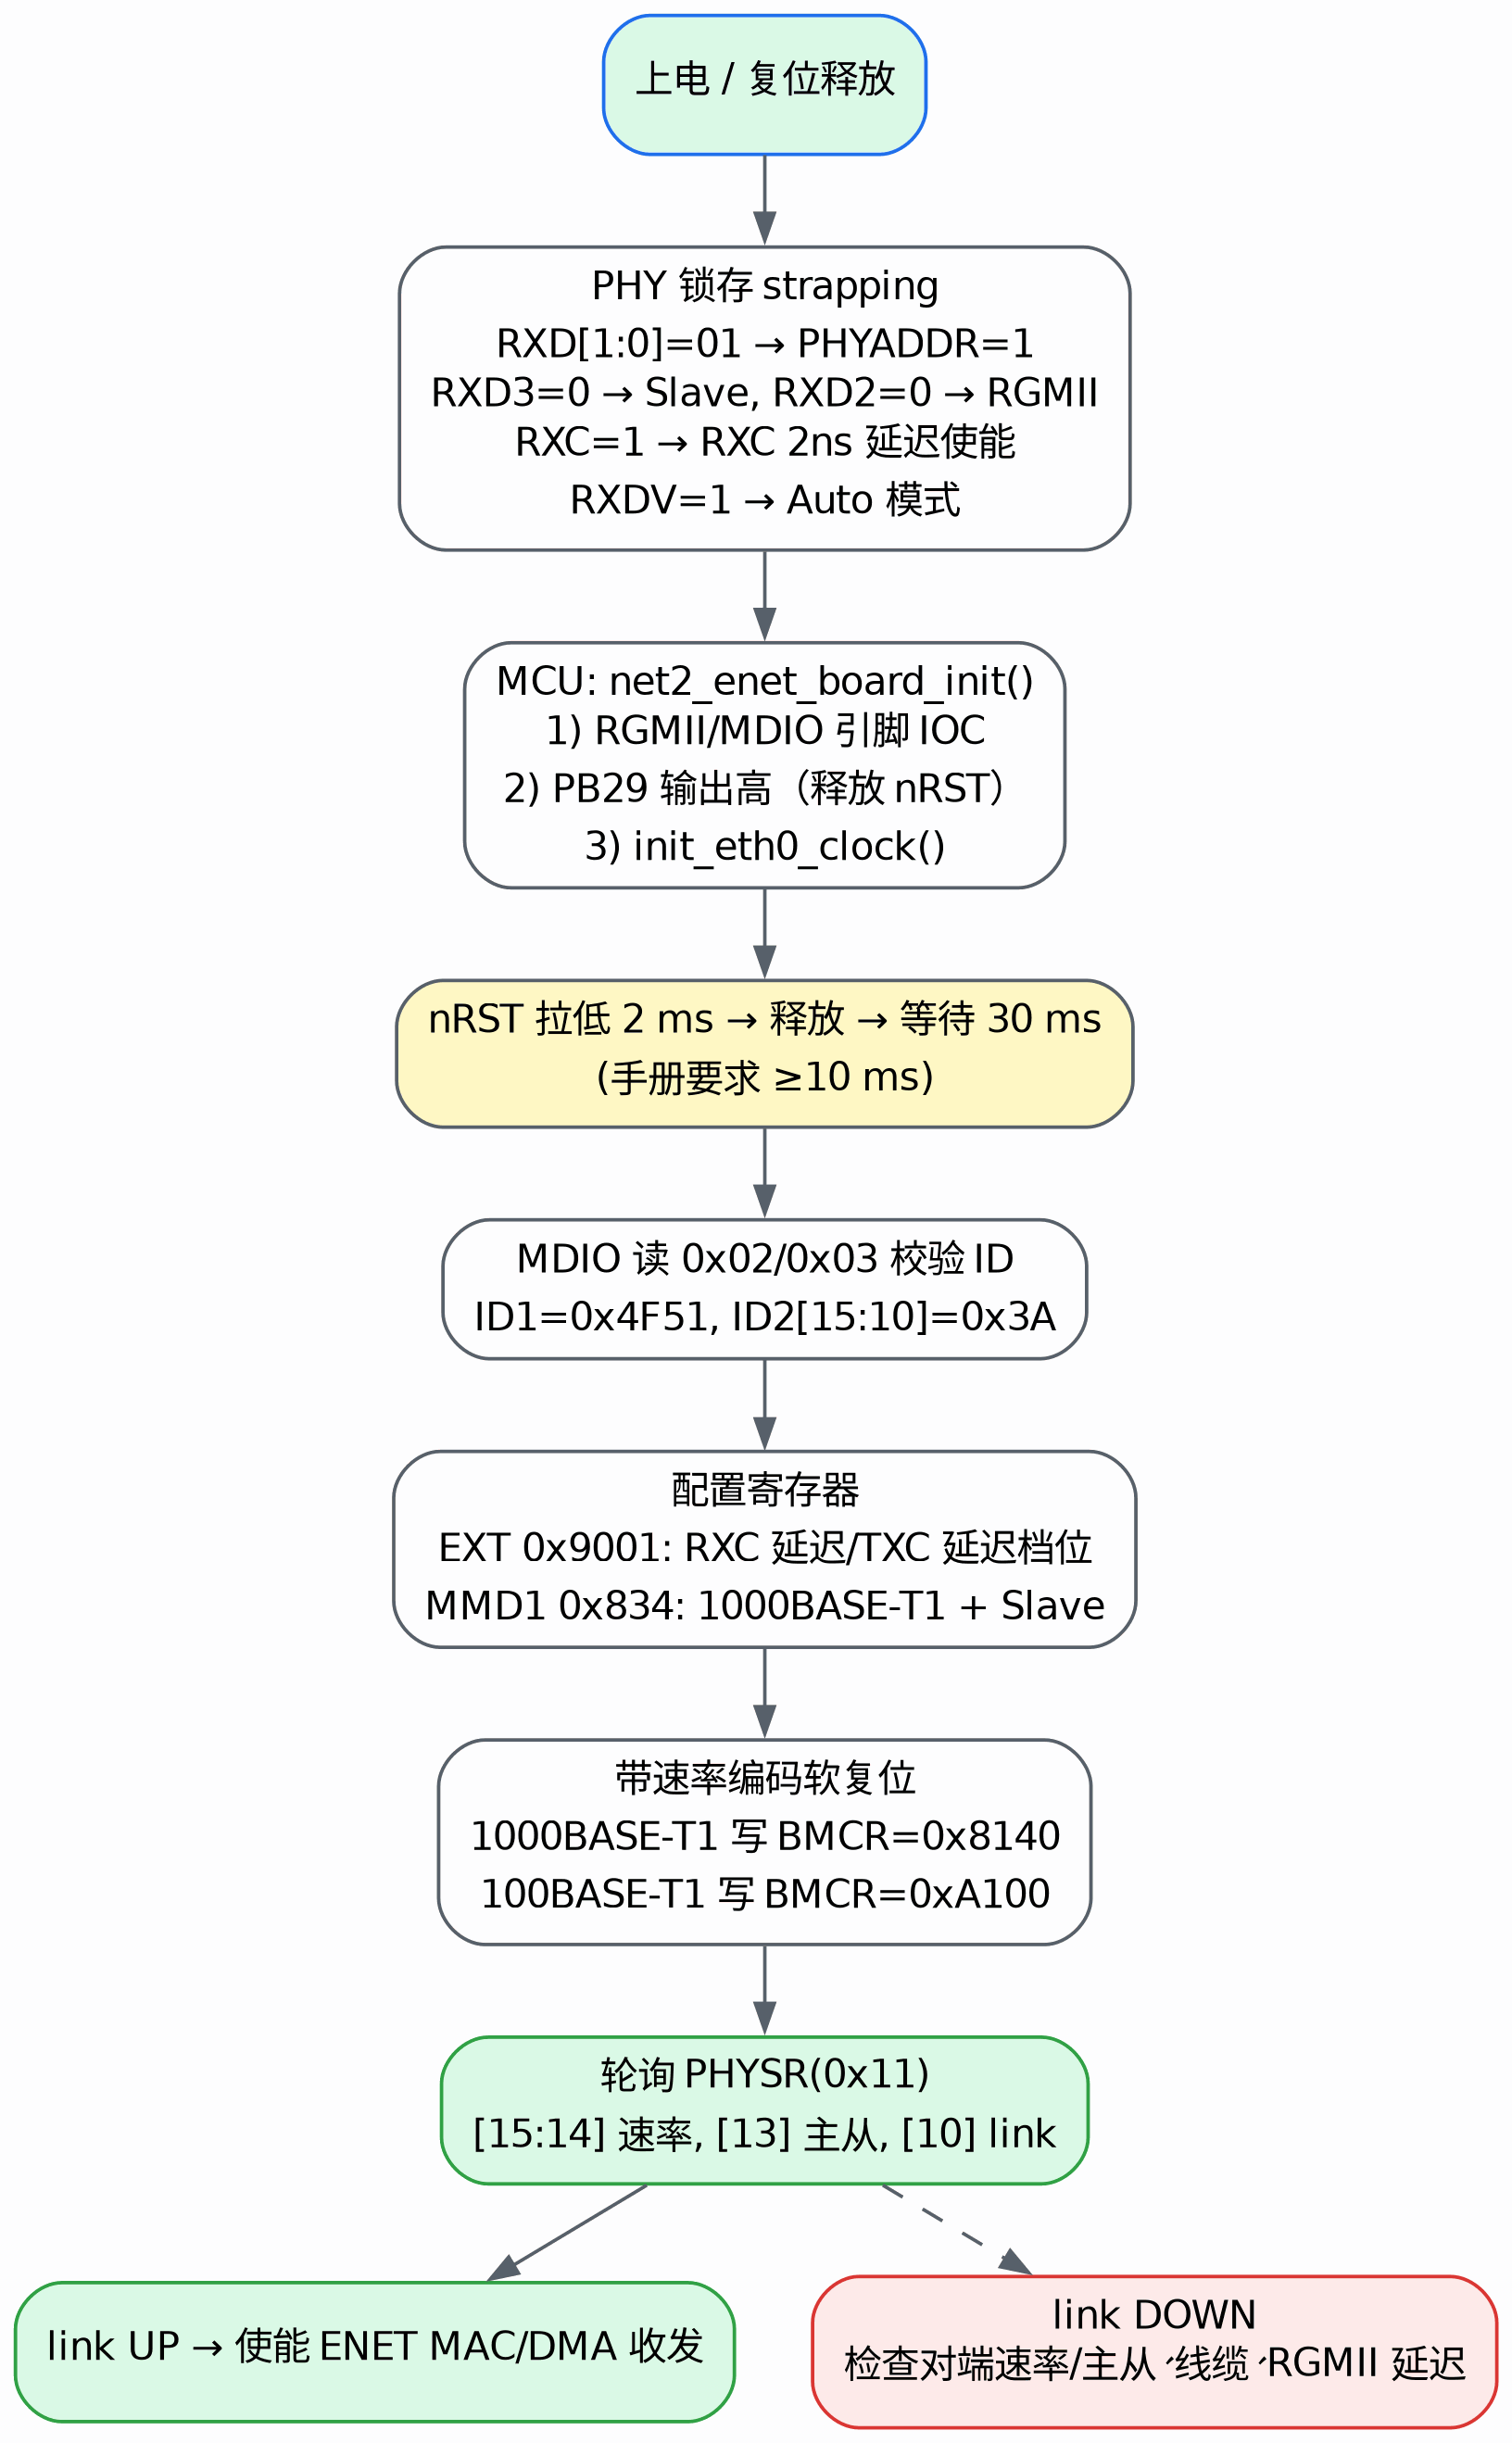 上电 / 复位释放
PHY 锁存 strapping
RXD[1:0]=01 → PHYADDR=1
RXD3=0 → Slave, RXD2=0 → RGMII
RXC=1 → RXC 2ns 延迟使能
RXDV=1 → Auto 模式
MCU: net2_enet_board_init()
1) RGMII/MDIO 引脚 IOC
2) PB29 输出高（释放 nRST）
3) init_eth0_clock()
nRST 拉低 2 ms → 释放 → 等待 30 ms
(手册要求 ≥10 ms)
MDIO 读 0x02/0x03 校验 ID
ID1=0x4F51, ID2[15:10]=0x3A
配置寄存器
EXT 0x9001: RXC 延迟/TXC 延迟档位
MMD1 0x834: 1000BASE-T1 + Slave
带速率编码软复位
1000BASE-T1 写 BMCR=0x8140
100BASE-T1 写 BMCR=0xA100
轮询 PHYSR(0x11)
[15:14] 速率, [13] 主从, [10] link
link UP → 使能 ENET MAC/DMA 收发
link DOWN
检查对端速率/主从、线缆、RGMII 延迟